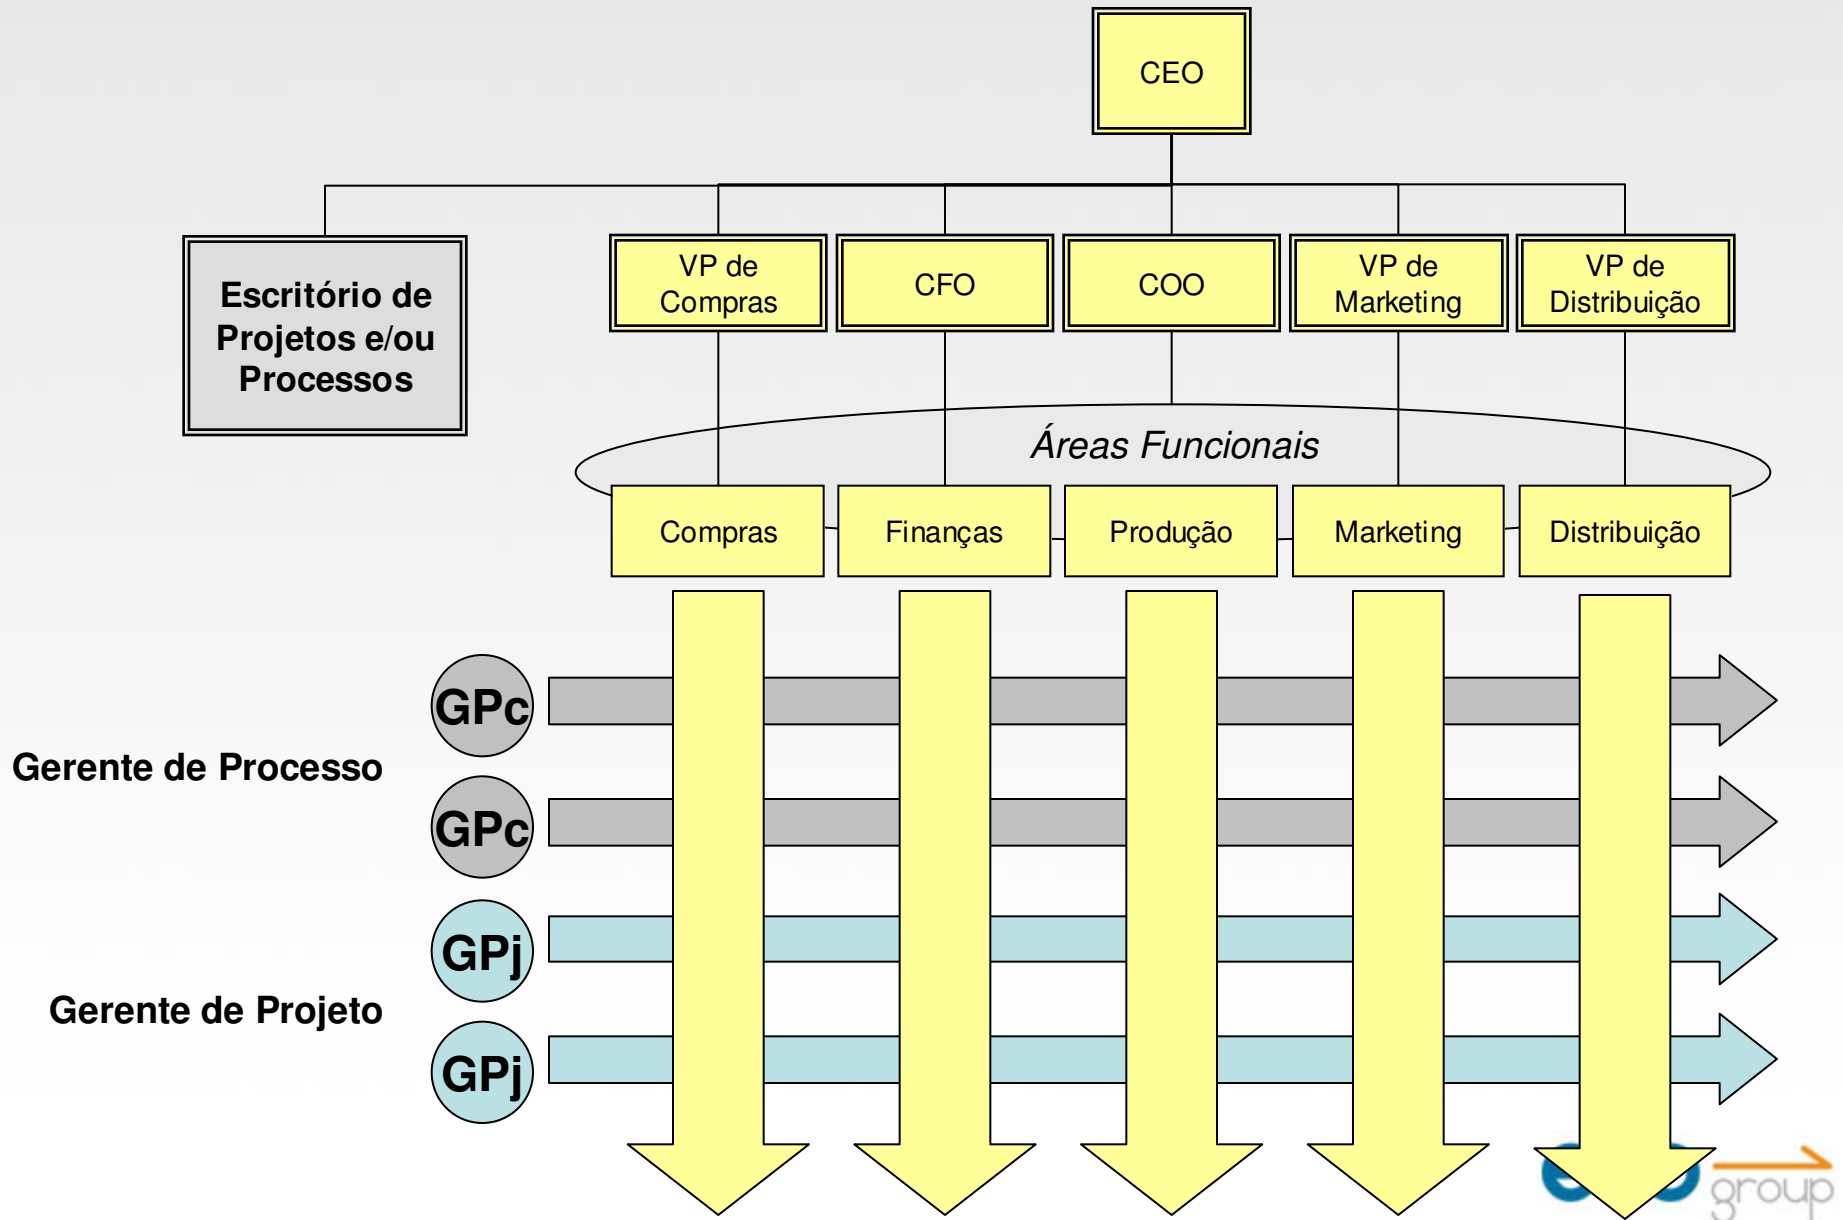 CEO
Escritório de
Projetos e/ou
Processos
VP de
Compras
CFO
COO
VP de
Marketing
VP de
Distribuição
Áreas Funcionais
Compras
Finanças
Produção
Marketing
Distribuição
Gerente de Processo
GPc
GPc
Gerente de Projeto
GPj
GPj
group